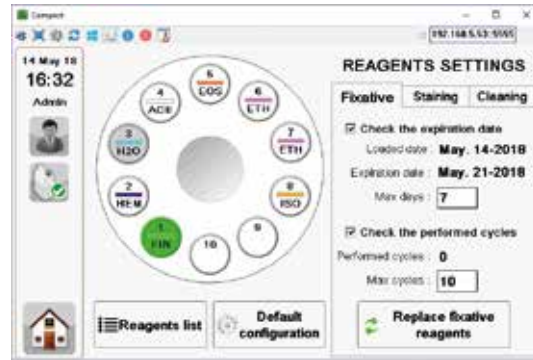 Compact
192.168.5.53: 5555
14 May 18
16:32
Admin
REAGENTS SETTINGS
Fixative Staining Cleaning
Check the expiration date
Loaded date : May. 14-2018
Expiration date : May. 21-2018
Max days : 7
Check the performed cycles
Performed cycles : 0
Max cycles : 10
Replace fixative
reagents
5
EOS
4
6
ETH
3
H2O
7
ETH
2
HEM
8
ISO
1
10
9
Reagents list
Default
configuration